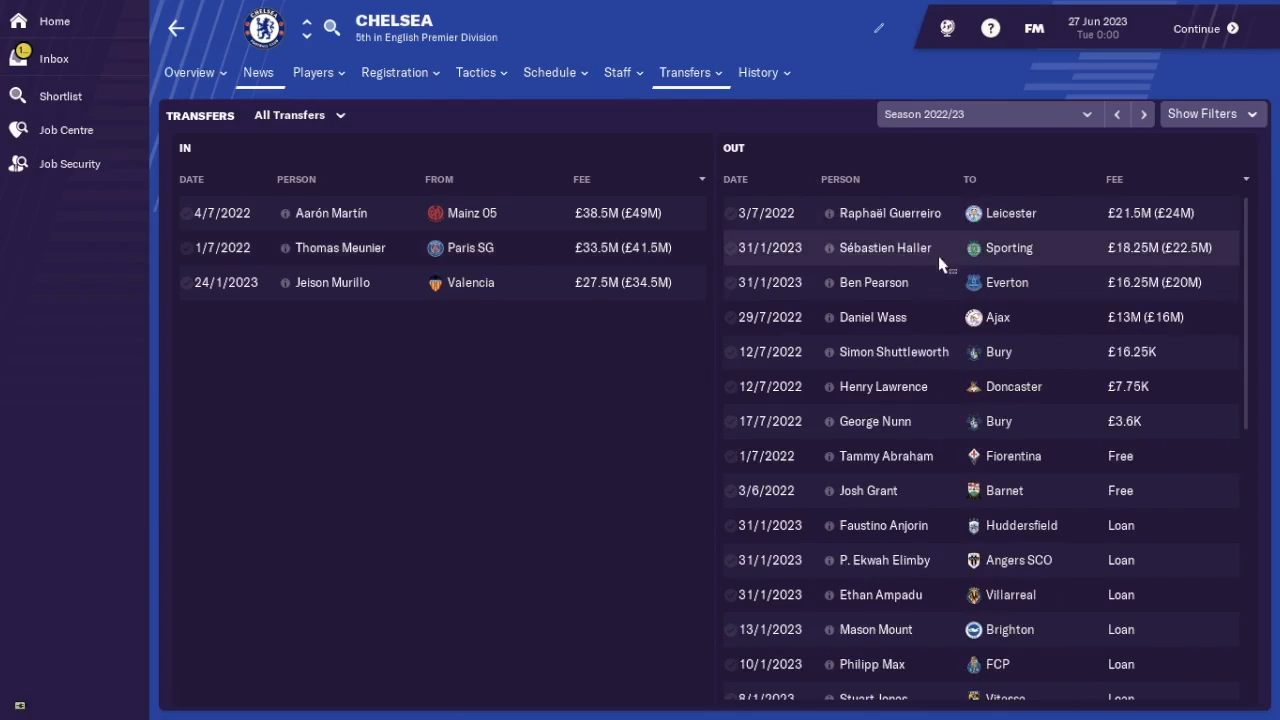 Home
Inbox
Shortlist
Job Centre
Job Security
CHELSEA
5th in English Premier Division
FM
27 Jun 2023
Tue 0:00
Continue
Overview
News
Players
Registration
Tactics
Schedule
Staff
Transfers
History
TRANSFERS All Transfers
Season 2022/23
Show Filters
IN
DATE PERSON FROM FEE
4/7/2022 Aarón Martín Mainz 05 £38.5M (£49M)
1/7/2022 Thomas Meunier Paris SG £33.5M (£41.5M)
24/1/2023 Jeison Murillo Valencia £27.5M (£34.5M)
OUT
DATE PERSON TO FEE
3/7/2022 Raphaël Guerreiro Leicester £21.5M (£24M)
31/1/2023 Sébastien Haller Sporting £18.25M (£22.5M)
31/1/2023 Ben Pearson Everton £16.25M (£20M)
29/7/2022 Daniel Wass Ajax £13M (£16M)
12/7/2022 Simon Shuttleworth Bury £16.25K
12/7/2022 Henry Lawrence Doncaster £7.75K
17/7/2022 George Nunn Bury £3.6K
1/7/2022 Tammy Abraham Fiorentina Free
3/6/2022 Josh Grant Barnet Free
31/1/2023 Faustino Anjorin Huddersfield Loan
31/1/2023 P. Ekwah Elimby Angers SCO Loan
31/1/2023 Ethan Ampadu Villarreal Loan
13/1/2023 Mason Mount Brighton Loan
10/1/2023 Philipp Max FCP Loan
8/1/2023 Stuart Jones Vitesse Loan